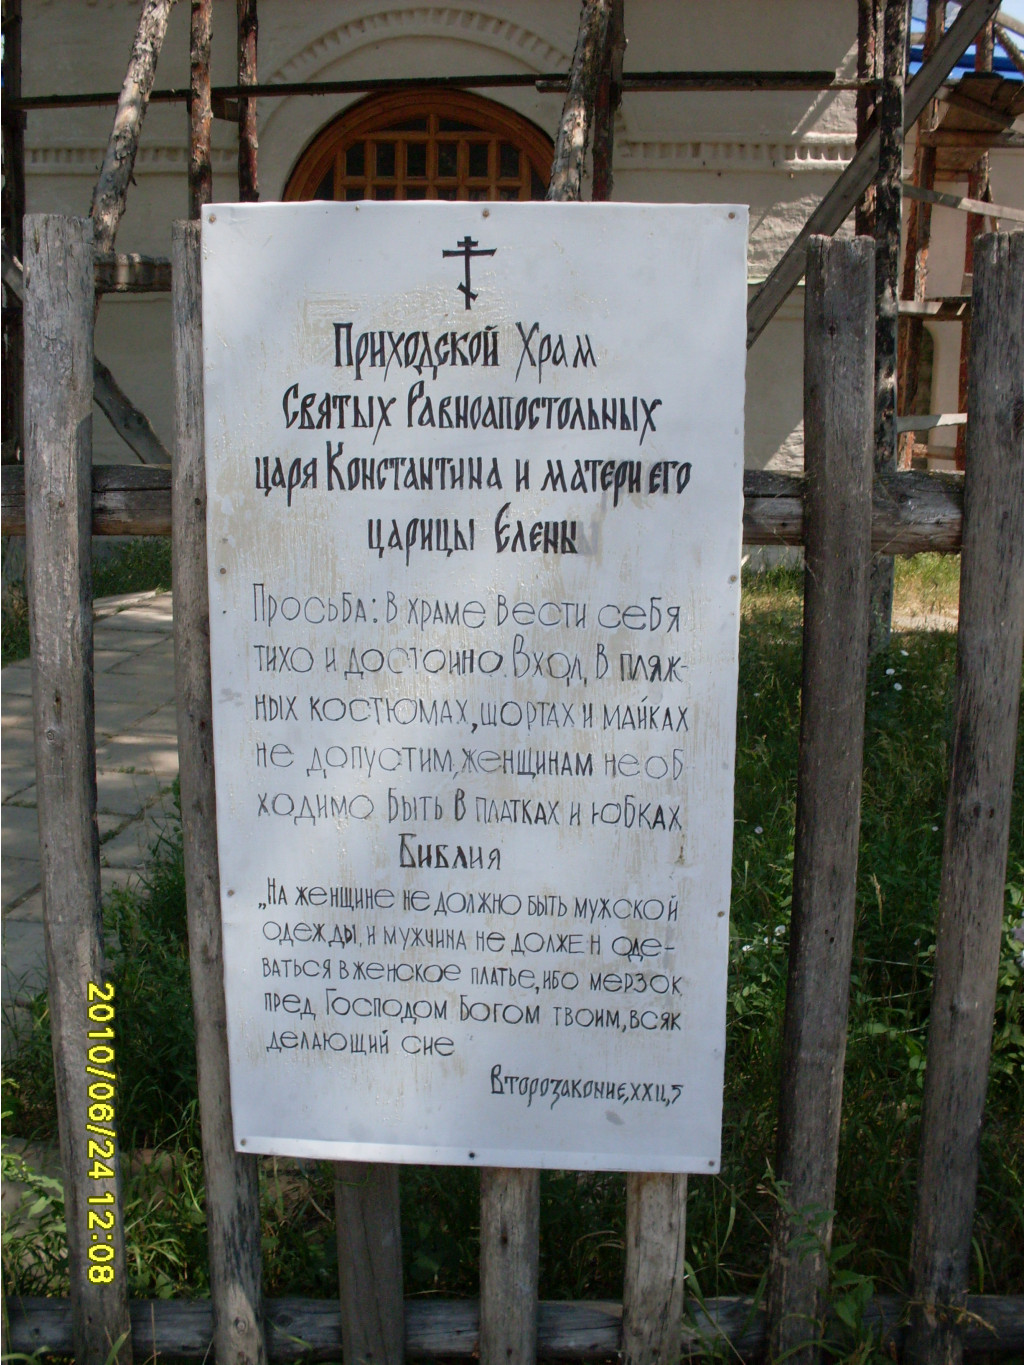 Приходской Храм
Святых Равноапостольных
царя Константина и матери его
царицы Елены
Просьба: в храме вести себя
тихо и достойно. Вход, в пляж-
ных костюмах, шортах и майках
не допустим, женщинам необ-
ходимо быть в платках и юбках
Библия
„На женщине не должно быть мужской
одежды, и мужчина не должен оде-
ваться в женское платье, ибо мерзок
пред Господом Богом твоим, всяк
делающий сие
Второзаконие, XXII, 5
2010/06/24 12:08